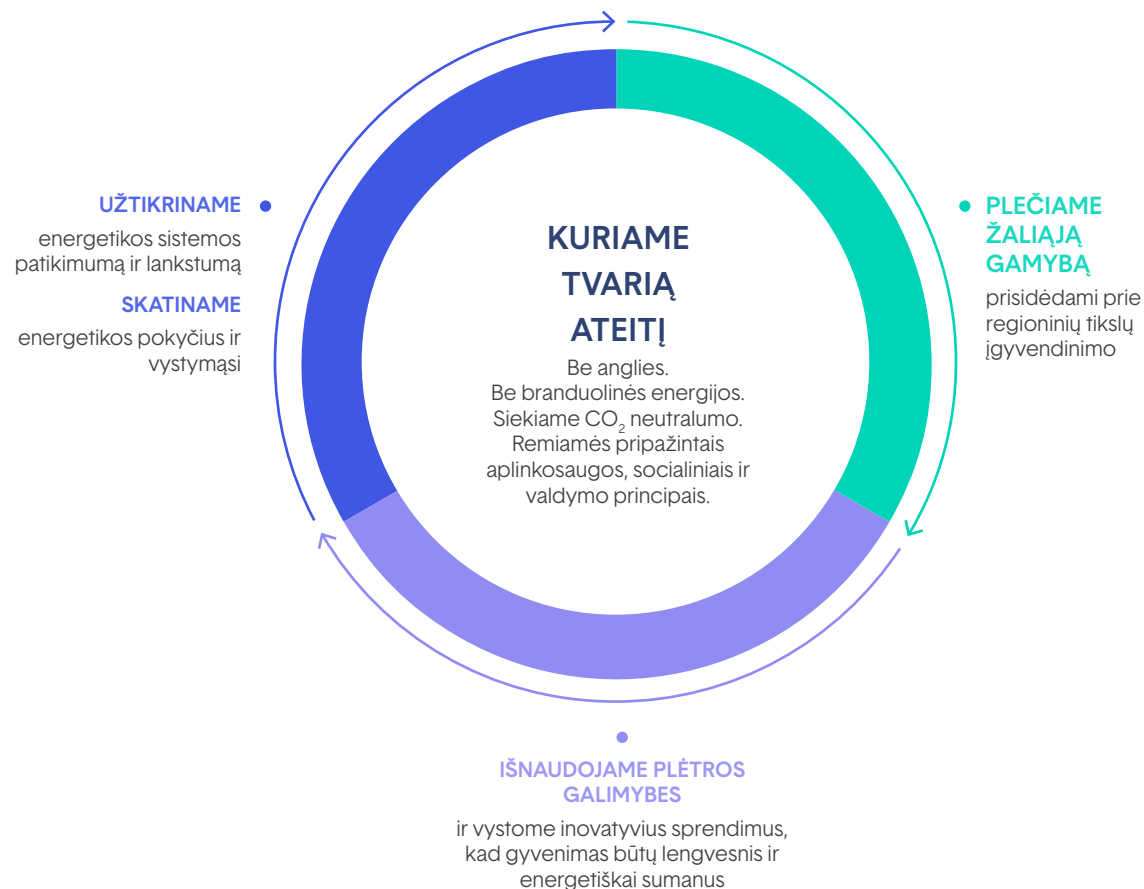 UŽTIKRINAME
energetikos sistemos
patikimumą ir lankstumą
SKATINAME
energetikos pokyčius ir
vystymąsi
KURIAME
TVARIĄ
ATEITĮ
Be anglies.
Be branduolinės energijos.
Siekiame CO₂ neutralumo.
Remiamės pripažintais
aplinkosaugos, socialiniais ir
valdymo principais.
PLEČIAME
ŽALIĄJĄ
GAMYBĄ
prisidėdami prie
regioninių tikslų
įgyvendinimo
IŠNAUDOJAME PLĖTROS
GALIMYBES
ir vystome inovatyvius sprendimus,
kad gyvenimas būtų lengvesnis ir
energetiškai sumanus